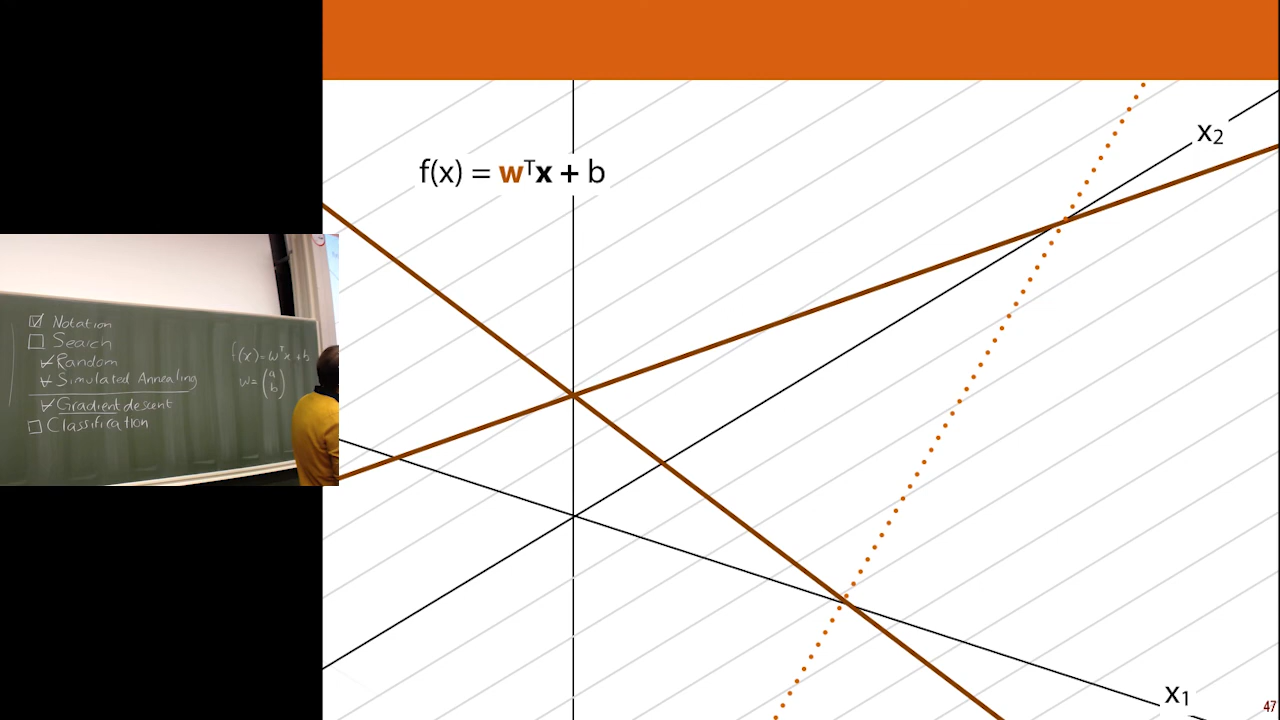 f(x) = wᵀx + b
x₂
x₁
47
☑ Notation
☐ Search
✓ Random
✓ Simulated Annealing
✓ Gradient descent
☐ Classification
f(x)=wᵀx+b
w=(a
b)